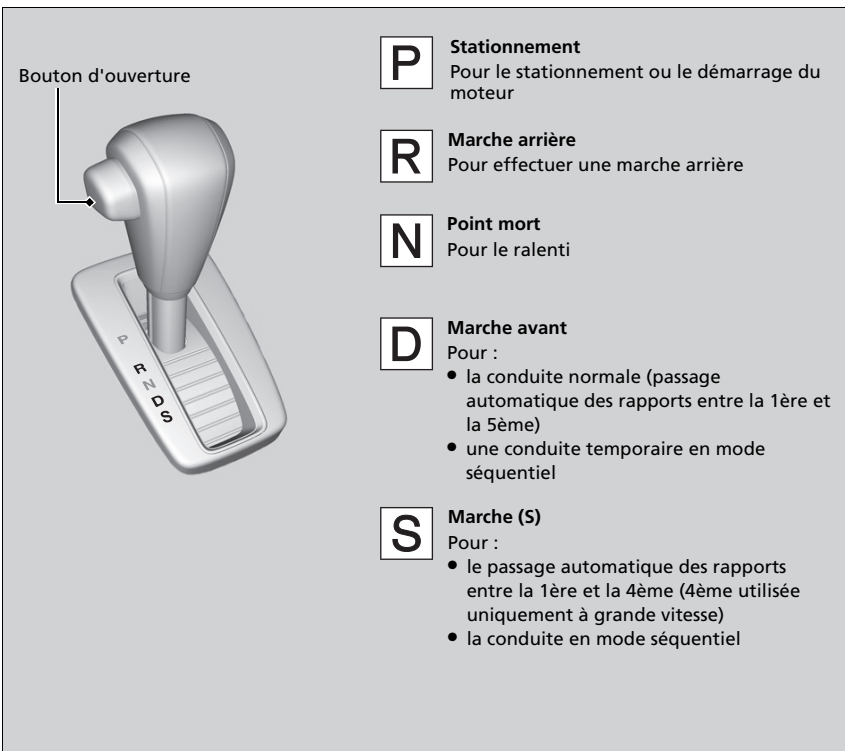 Bouton d'ouverture
P
R
N
D
S
P
Stationnement
Pour le stationnement ou le démarrage du
moteur
R
Marche arrière
Pour effectuer une marche arrière
N
Point mort
Pour le ralenti
D
Marche avant
Pour :
● la conduite normale (passage
automatique des rapports entre la 1ère et
la 5ème)
● une conduite temporaire en mode
séquentiel
S
Marche (S)
Pour :
● le passage automatique des rapports
entre la 1ère et la 4ème (4ème utilisée
uniquement à grande vitesse)
● la conduite en mode séquentiel